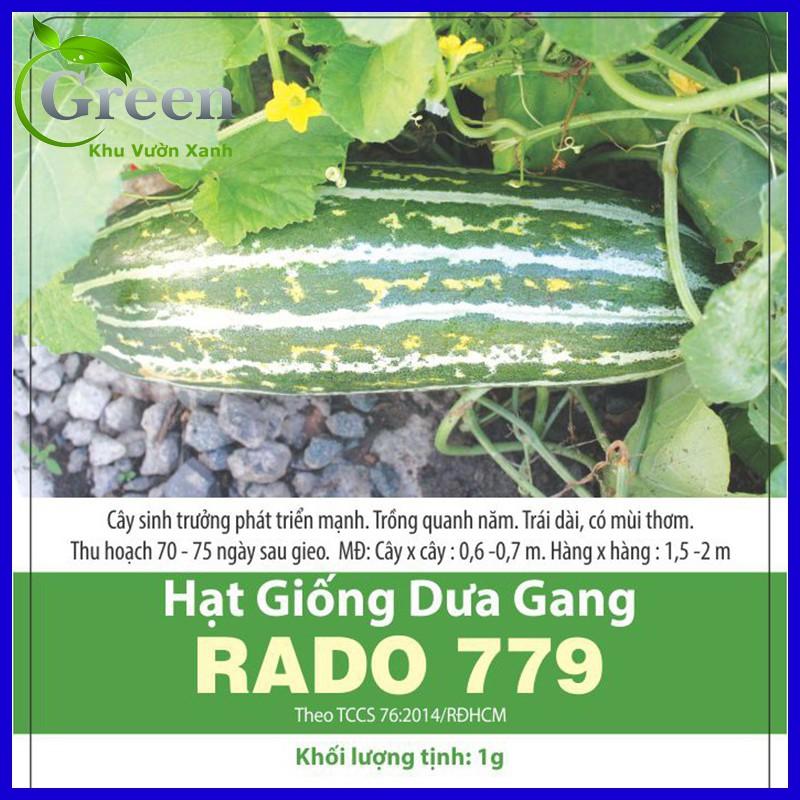 Green
Khu Vườn Xanh
Cây sinh trưởng phát triển mạnh. Trồng quanh năm. Trái dài, có mùi thơm.
Thu hoạch 70 - 75 ngày sau gieo. MĐ: Cây x cây : 0,6 -0,7 m. Hàng x hàng : 1,5 -2 m
Hạt Giống Dưa Gang
RADO 779
Theo TCCS 76:2014/RĐHCM
Khối lượng tịnh: 1g